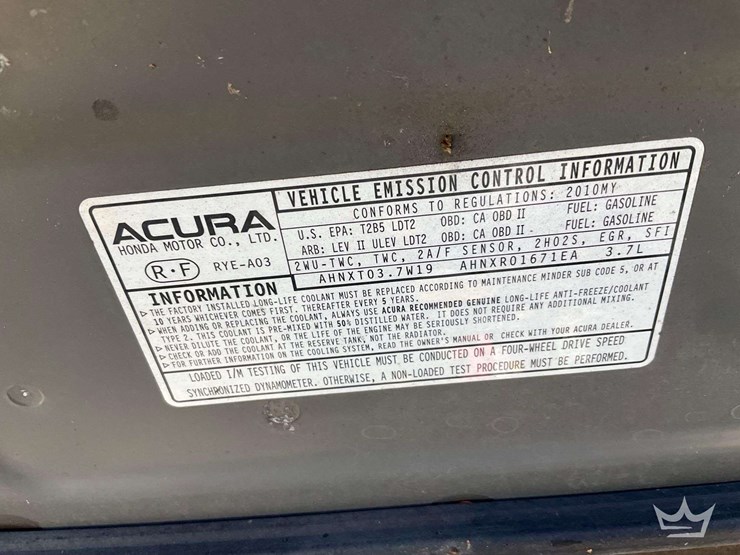 ACURA
HONDA MOTOR CO., LTD.
R·F RYE-A03
VEHICLE EMISSION CONTROL INFORMATION
CONFORMS TO REGULATIONS: 2010MY
U.S. EPA: T2B5 LDT2 OBD: CA OBD II FUEL: GASOLINE
ARB: LEV II ULEV LDT2 OBD: CA OBD II FUEL: GASOLINE
2WU-TWC, TWC, 2A/F SENSOR, 2HO2S, EGR, SFI
AHNXT03.7W19 AHNXR01671EA 3.7L
INFORMATION
▷THE FACTORY INSTALLED LONG-LIFE COOLANT MUST BE REPLACED ACCORDING TO MAINTENANCE MINDER SUB CODE 5, OR AT
10 YEARS WHICHEVER COMES FIRST. THEREAFTER EVERY 5 YEARS.
▷WHEN ADDING OR REPLACING THE COOLANT, ALWAYS USE ACURA RECOMMENDED GENUINE LONG-LIFE ANTI-FREEZE/COOLANT
TYPE 2. THIS COOLANT IS PRE-MIXED WITH 50% DISTILLED WATER. IT DOES NOT REQUIRE ANY ADDITIONAL MIXING.
▷NEVER DILUTE THE COOLANT, OR THE LIFE OF THE ENGINE MAY BE SERIOUSLY SHORTENED.
▷CHECK OR ADD THE COOLANT AT THE RESERVE TANK, NOT THE RADIATOR.
▷FOR FURTHER INFORMATION ON THE COOLING SYSTEM, READ THE OWNER'S MANUAL OR CHECK WITH YOUR ACURA DEALER.
LOADED I/M TESTING OF THIS VEHICLE MUST BE CONDUCTED ON A FOUR-WHEEL DRIVE SPEED
SYNCHRONIZED DYNAMOMETER. OTHERWISE, A NON-LOADED TEST PROCEDURE MUST BE PERFORMED.